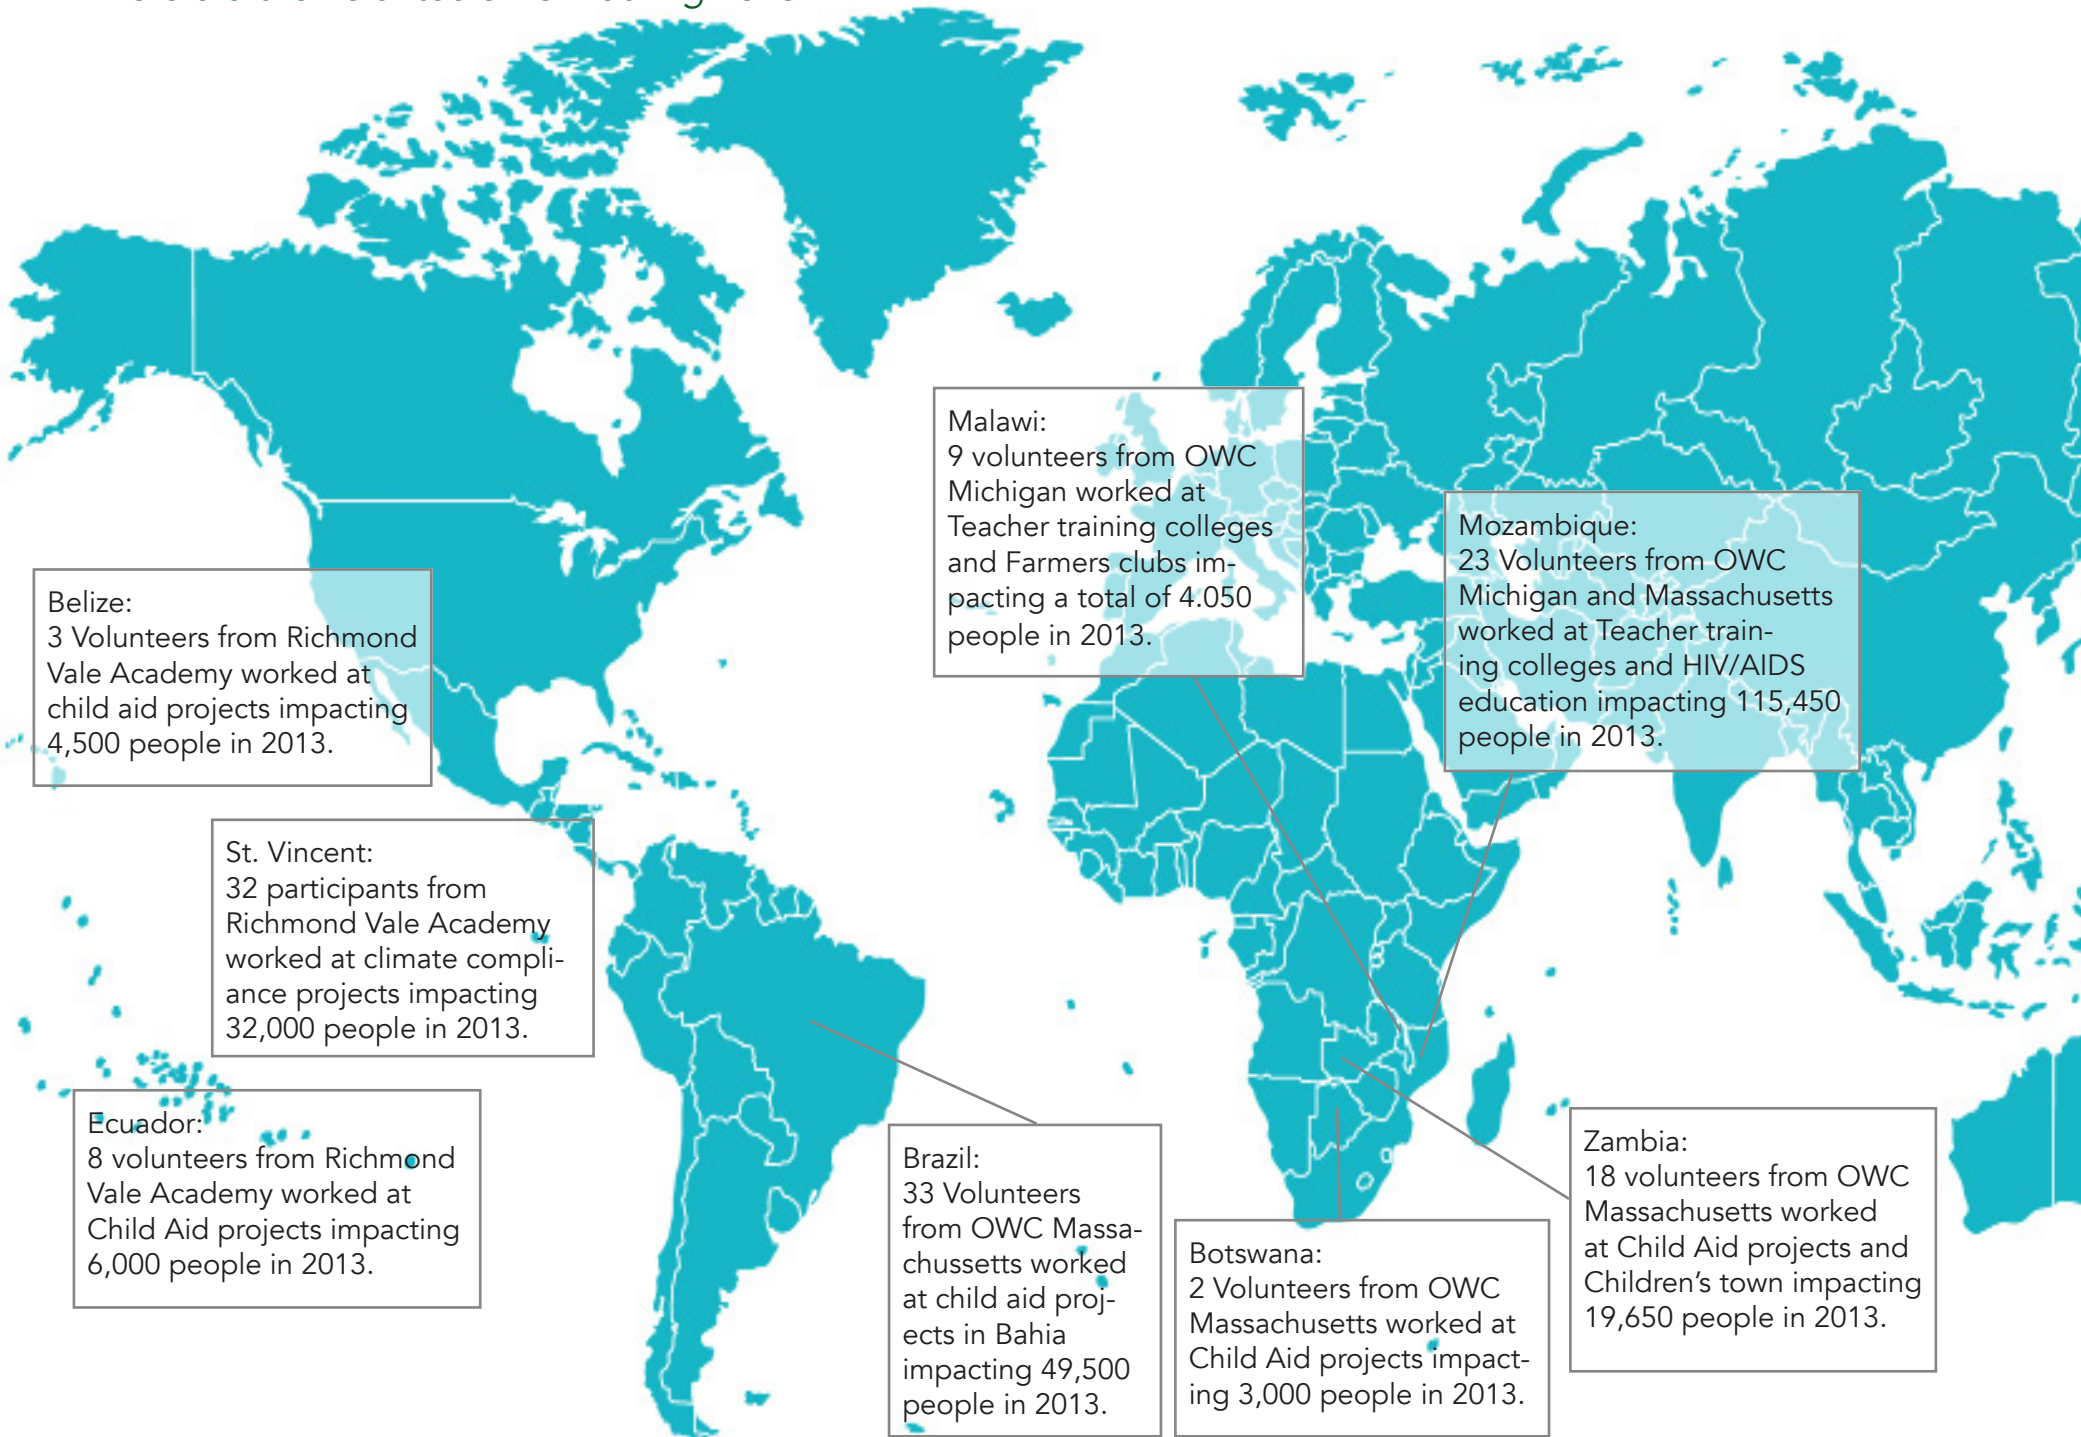 Malawi:
9 volunteers from OWC
Michigan worked at
Teacher training colleges
and Farmers clubs im-
pacting a total of 4.050
people in 2013.
Mozambique:
23 Volunteers from OWC
Michigan and Massachusetts
worked at Teacher train-
ing colleges and HIV/AIDS
education impacting 115,450
people in 2013.
Belize:
3 Volunteers from Richmond
Vale Academy worked at
child aid projects impacting
4,500 people in 2013.
St. Vincent:
32 participants from
Richmond Vale Academy
worked at climate compli-
ance projects impacting
32,000 people in 2013.
Ecuador:
8 volunteers from Richmond
Vale Academy worked at
Child Aid projects impacting
6,000 people in 2013.
Brazil:
33 Volunteers
from OWC Massa-
chussetts worked
at child aid proj-
ects in Bahia
impacting 49,500
people in 2013.
Botswana:
2 Volunteers from OWC
Massachusetts worked at
Child Aid projects impact-
ing 3,000 people in 2013.
Zambia:
18 volunteers from OWC
Massachusetts worked
at Child Aid projects and
Children's town impacting
19,650 people in 2013.